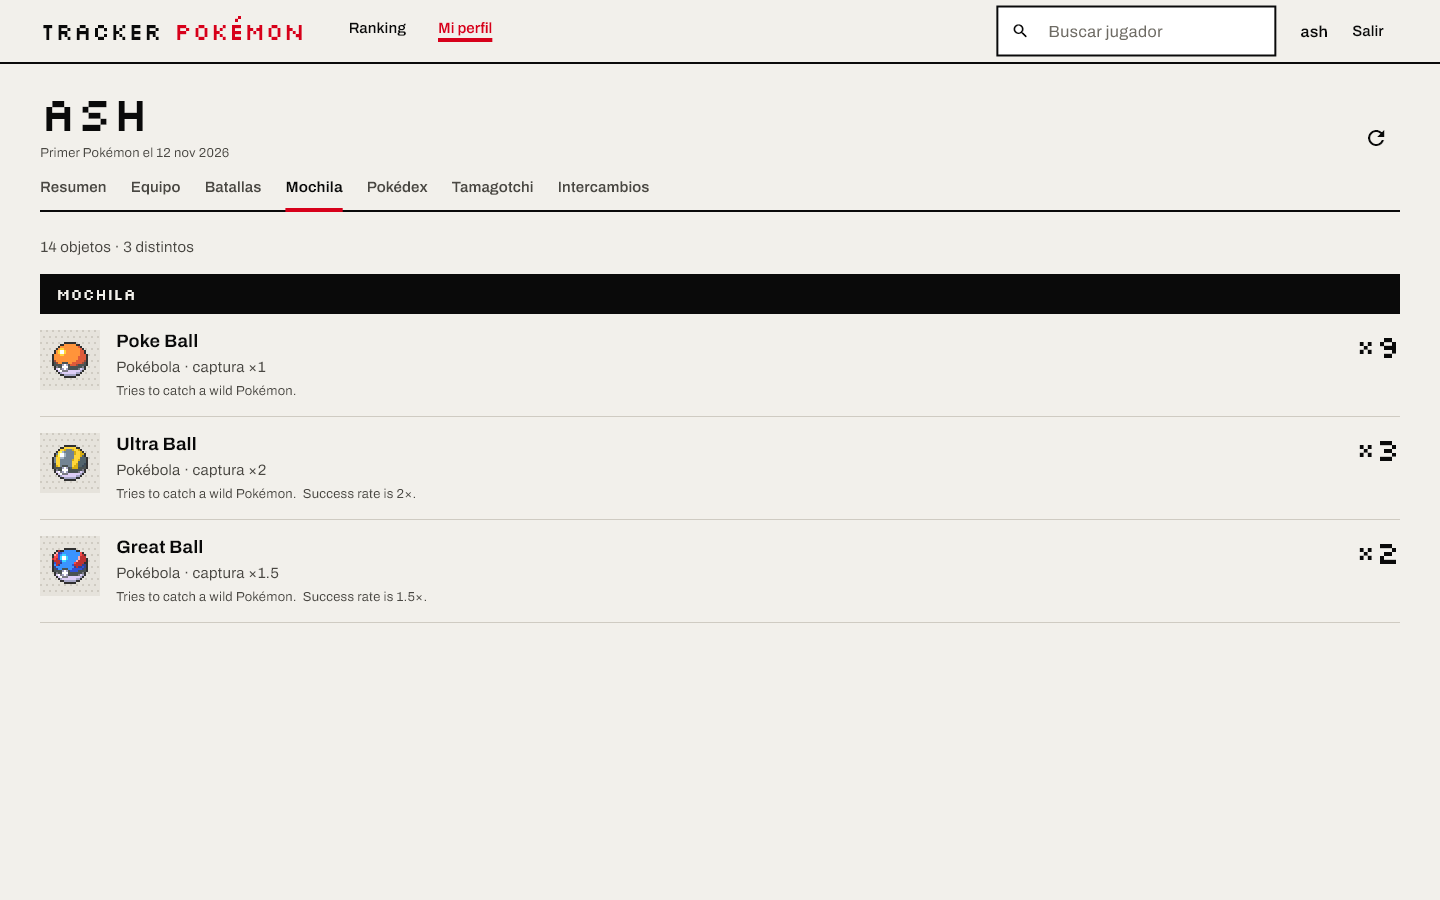 TRACKER POKÉMON
Ranking
Mi perfil
Buscar jugador
ash
Salir
ASH
Primer Pokémon el 12 nov 2026
Resumen
Equipo
Batallas
Mochila
Pokédex
Tamagotchi
Intercambios
14 objetos · 3 distintos
MOCHILA
Poke Ball
×9
Pokébola · captura ×1
Tries to catch a wild Pokémon.
Ultra Ball
×3
Pokébola · captura ×2
Tries to catch a wild Pokémon.  Success rate is 2×.
Great Ball
×2
Pokébola · captura ×1.5
Tries to catch a wild Pokémon.  Success rate is 1.5×.